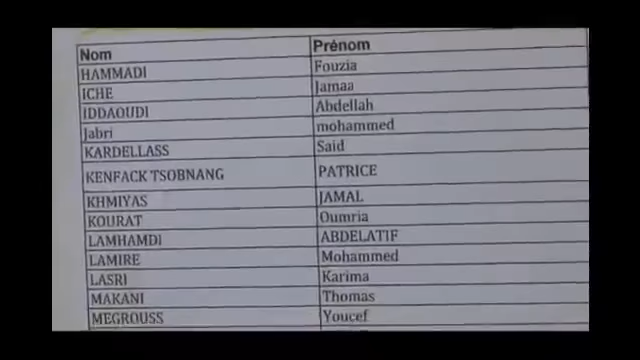 Nom Prénom
HAMMADI Fouzia
ICHE Jamaa
IDDAOUDI Abdellah
Jabri mohammed
KARDELLASS Said
KENFACK TSOBNANG PATRICE
KHMIYAS JAMAL
KOURAT Oumria
LAMHAMDI ABDELATIF
LAMIRE Mohammed
LASRI Karima
MAKANI Thomas
MEGROUSS Youcef